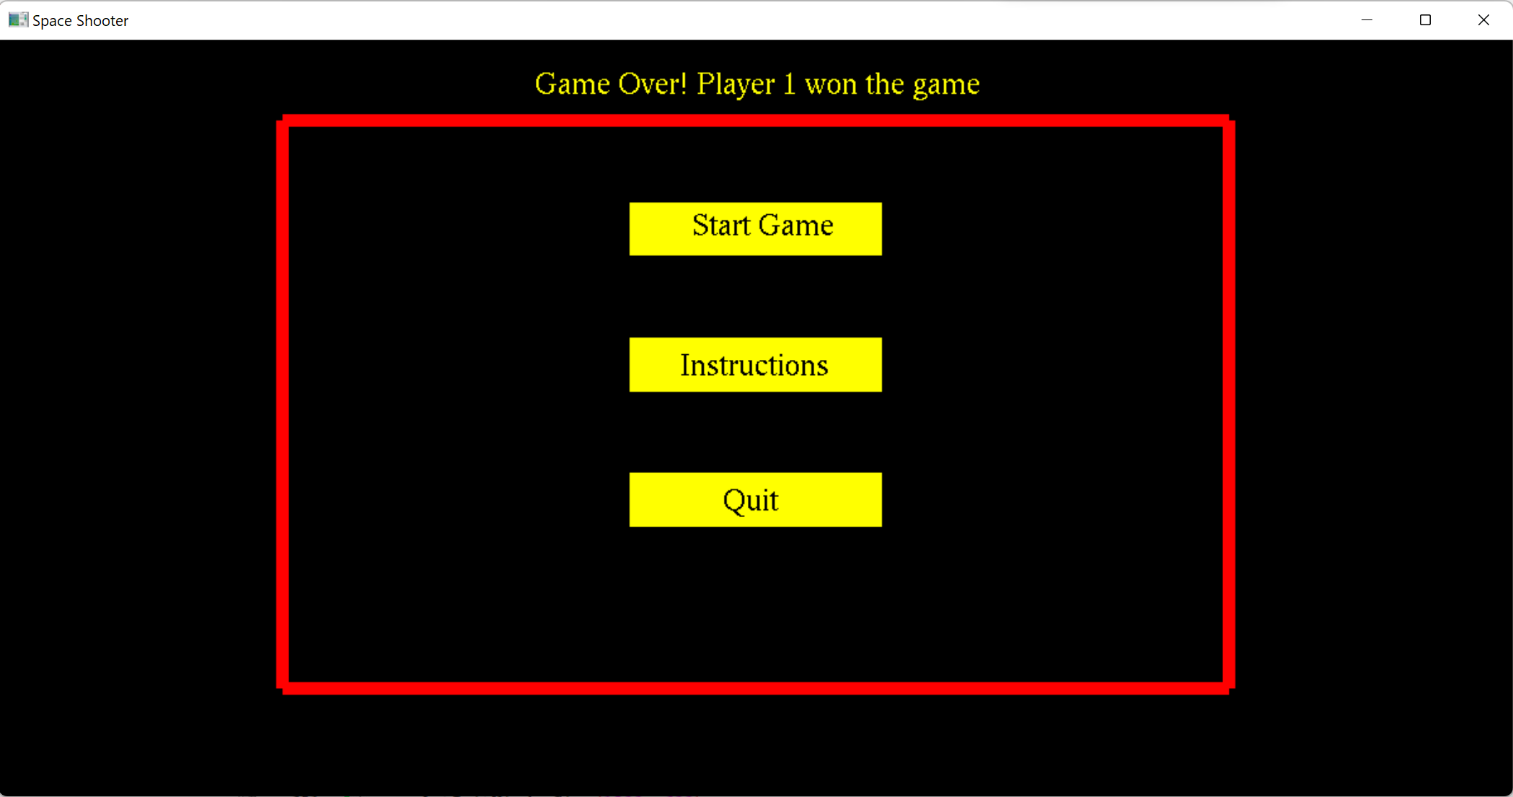 Space Shooter
Game Over! Player 1 won the game
Start Game
Instructions
Quit